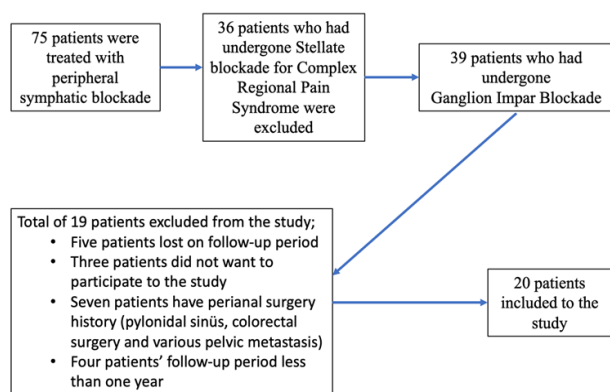 75 patients were
treated with
peripheral
symphatic blockade
36 patients who had
undergone Stellate
blockade for Complex
Regional Pain
Syndrome were
excluded
39 patients who had
undergone
Ganglion Impar Blockade
Total of 19 patients excluded from the study;
• Five patients lost on follow-up period
• Three patients did not want to
participate to the study
• Seven patients have perianal surgery
history (pylonidal sinüs, colorectal
surgery and various pelvic metastasis)
• Four patients’ follow-up period less
than one year
20 patients
included to the
study